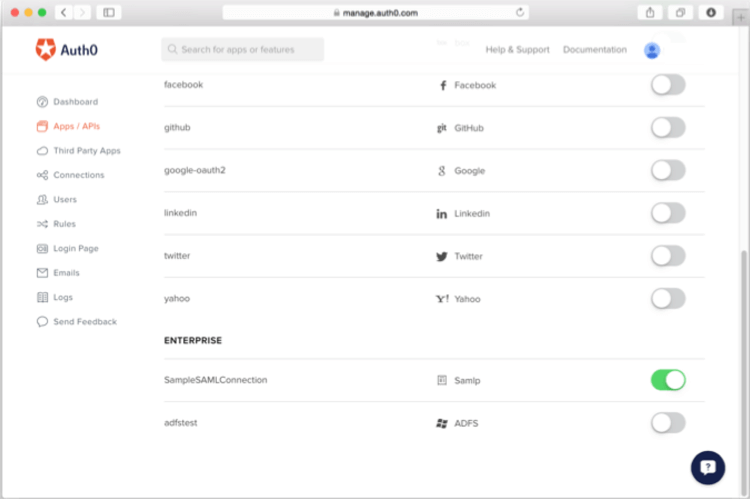 manage.auth0.com
Auth0
Search for apps or features
Help & Support
Documentation
Dashboard
Apps / APIs
Third Party Apps
Connections
Users
Rules
Login Page
Emails
Logs
Send Feedback
facebook
Facebook
github
git GitHub
google-oauth2
g Google
linkedin
in Linkedin
twitter
Twitter
yahoo
Y! Yahoo
ENTERPRISE
SampleSAMLConnection
Samlp
adfstest
ADFS